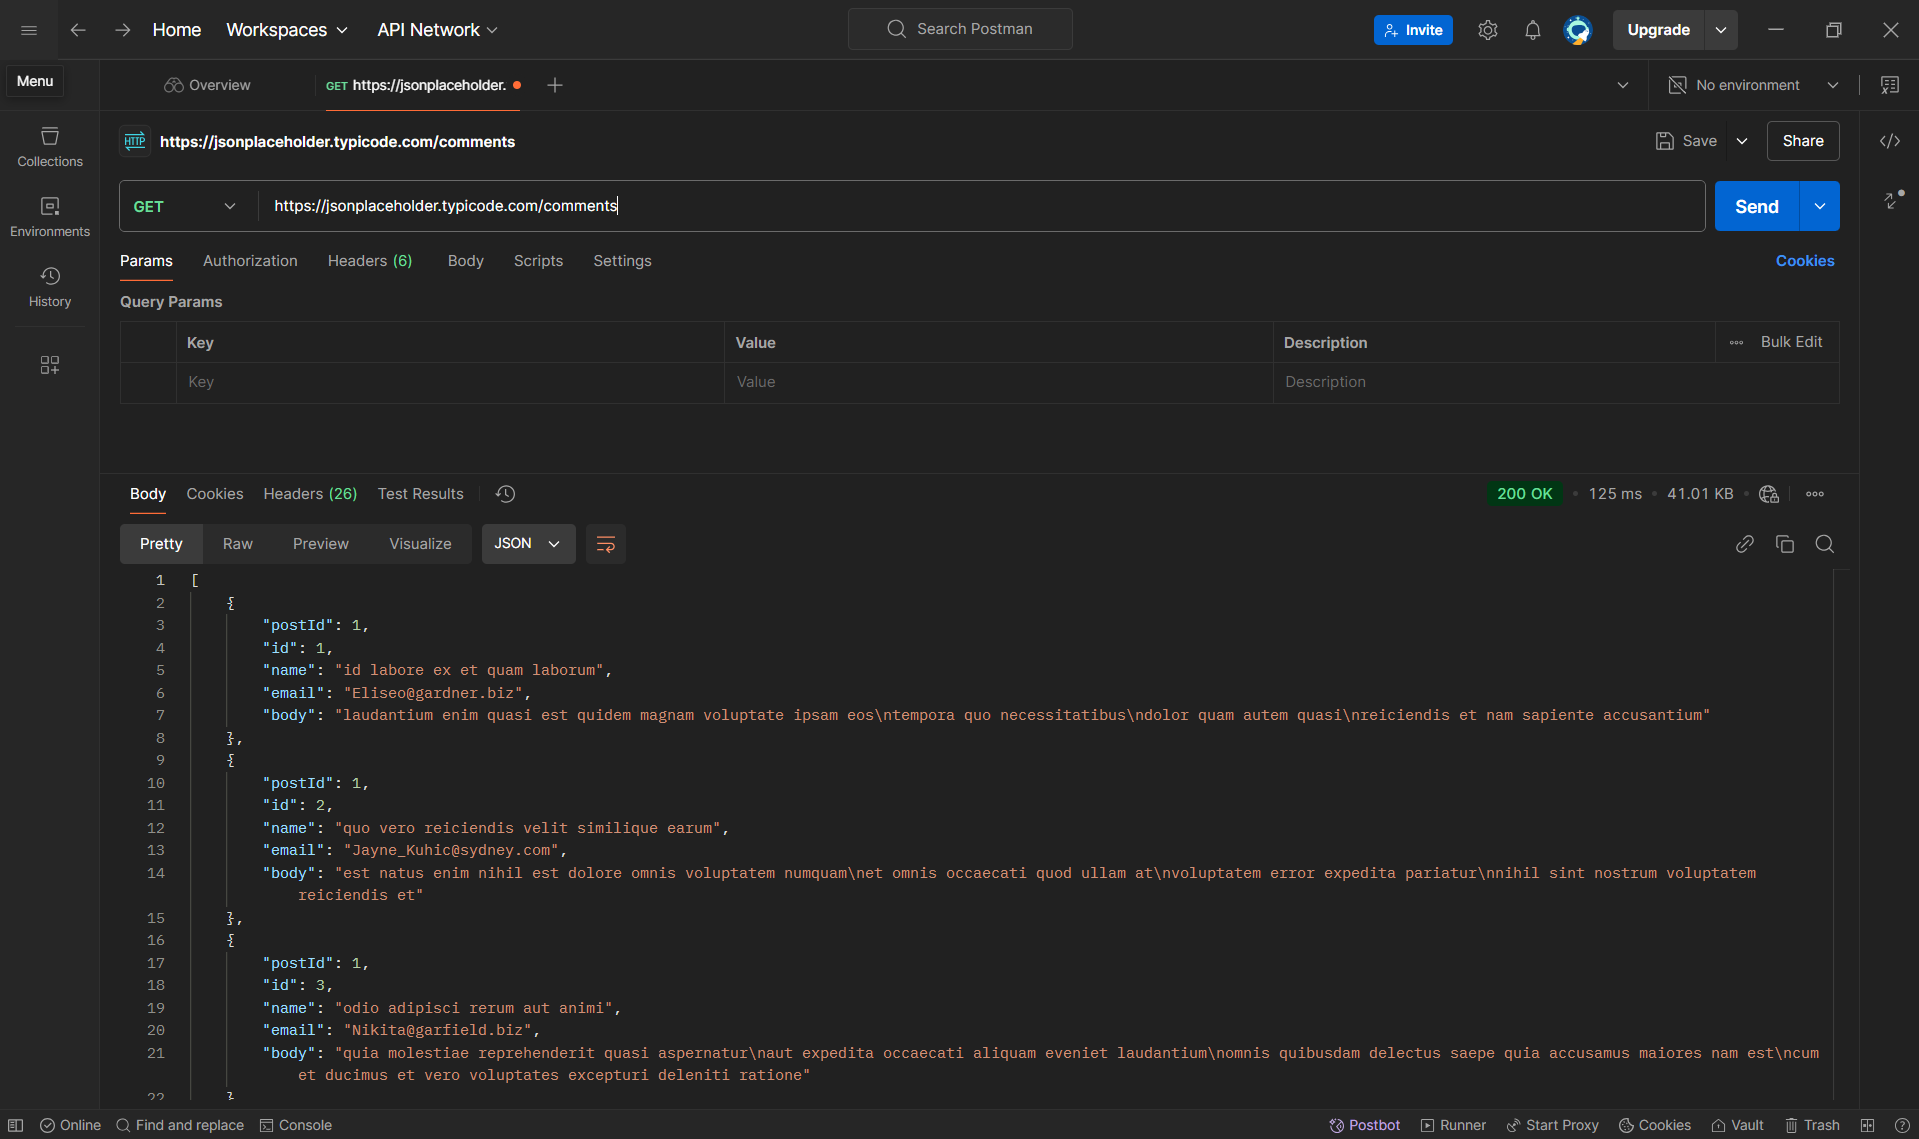 Home Workspaces API Network Search Postman Invite Upgrade
Menu Overview GET https://jsonplaceholder. No environment
HTTP https://jsonplaceholder.typicode.com/comments Save Share
Collections
GET https://jsonplaceholder.typicode.com/comments Send
Environments
Params Authorization Headers (6) Body Scripts Settings Cookies
History
Query Params
Key Value Description Bulk Edit
Key Value Description
Body Cookies Headers (26) Test Results 200 OK 125 ms 41.01 KB
Pretty Raw Preview Visualize JSON
1 [
2 {
3 "postId": 1,
4 "id": 1,
5 "name": "id labore ex et quam laborum",
6 "email": "Eliseo@gardner.biz",
7 "body": "laudantium enim quasi est quidem magnam voluptate ipsam eos\ntempora quo necessitatibus\ndolor quam autem quasi\nreiciendis et nam sapiente accusantium"
8 },
9 {
10 "postId": 1,
11 "id": 2,
12 "name": "quo vero reiciendis velit similique earum",
13 "email": "Jayne_Kuhic@sydney.com",
14 "body": "est natus enim nihil est dolore omnis voluptatem numquam\net omnis occaecati quod ullam at\nvoluptatem error expedita pariatur\nnihil sint nostrum voluptatem
reiciendis et"
15 },
16 {
17 "postId": 1,
18 "id": 3,
19 "name": "odio adipisci rerum aut animi",
20 "email": "Nikita@garfield.biz",
21 "body": "quia molestiae reprehenderit quasi aspernatur\naut expedita occaecati aliquam eveniet laudantium\nomnis quibusdam delectus saepe quia accusamus maiores nam est\ncum
et ducimus et vero voluptates excepturi deleniti ratione"
22 }
Online Find and replace Console Postbot Runner Start Proxy Cookies Vault Trash